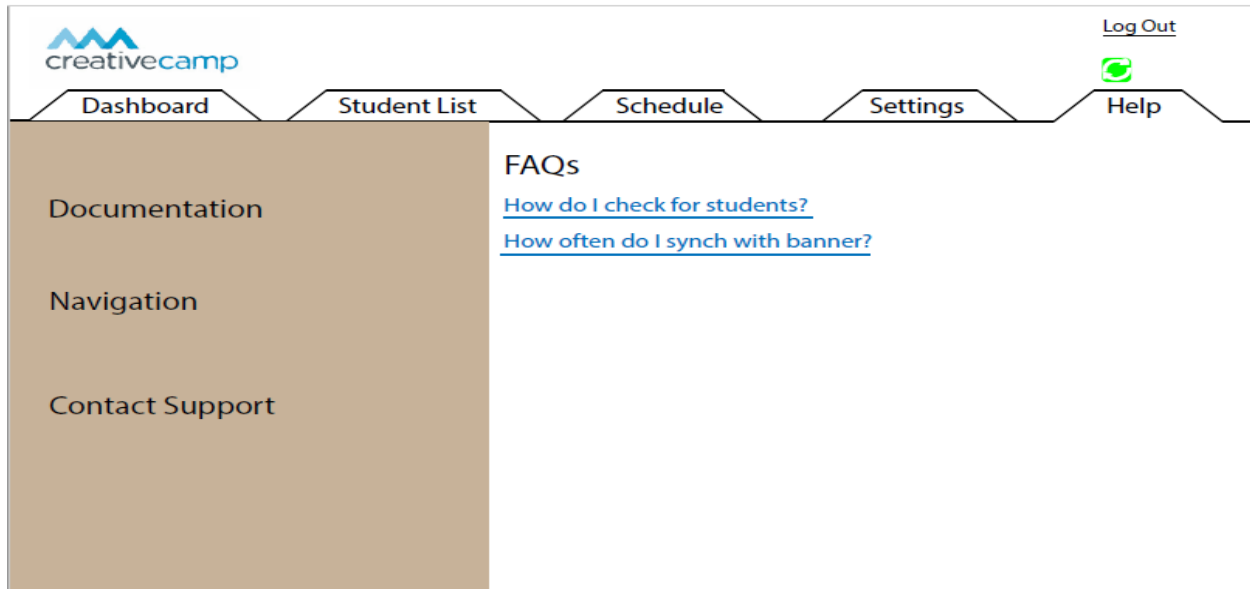 creativecamp
Log Out
Dashboard Student List Schedule Settings Help
FAQs
How do I check for students?
How often do I synch with banner?
Documentation
Navigation
Contact Support